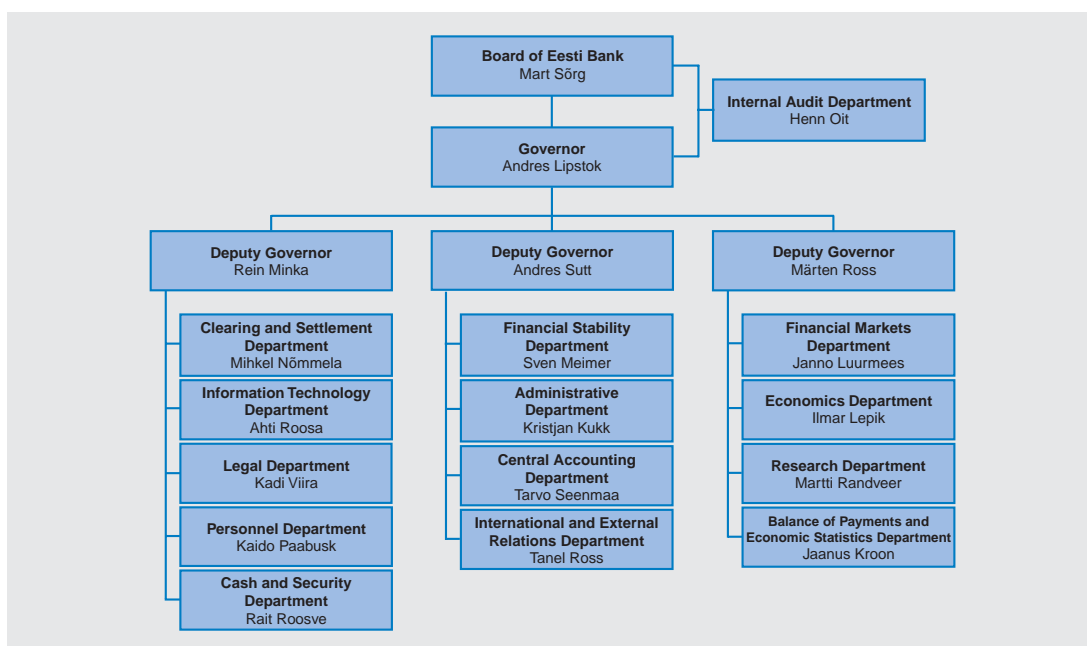 Board of Eesti Bank
Mart Sõrg
Internal Audit Department
Henn Oit
Governor
Andres Lipstok
Deputy Governor
Rein Minka
Clearing and Settlement
Department
Mihkel Nõmmela
Information Technology
Department
Ahti Roosa
Legal Department
Kadi Viira
Personnel Department
Kaido Paabusk
Cash and Security
Department
Rait Roosve
Deputy Governor
Andres Sutt
Financial Stability
Department
Sven Meimer
Administrative
Department
Kristjan Kukk
Central Accounting
Department
Tarvo Seenmaa
International and External
Relations Department
Tanel Ross
Deputy Governor
Märten Ross
Financial Markets
Department
Janno Luurmees
Economics Department
Ilmar Lepik
Research Department
Martti Randveer
Balance of Payments and
Economic Statistics Department
Jaanus Kroon